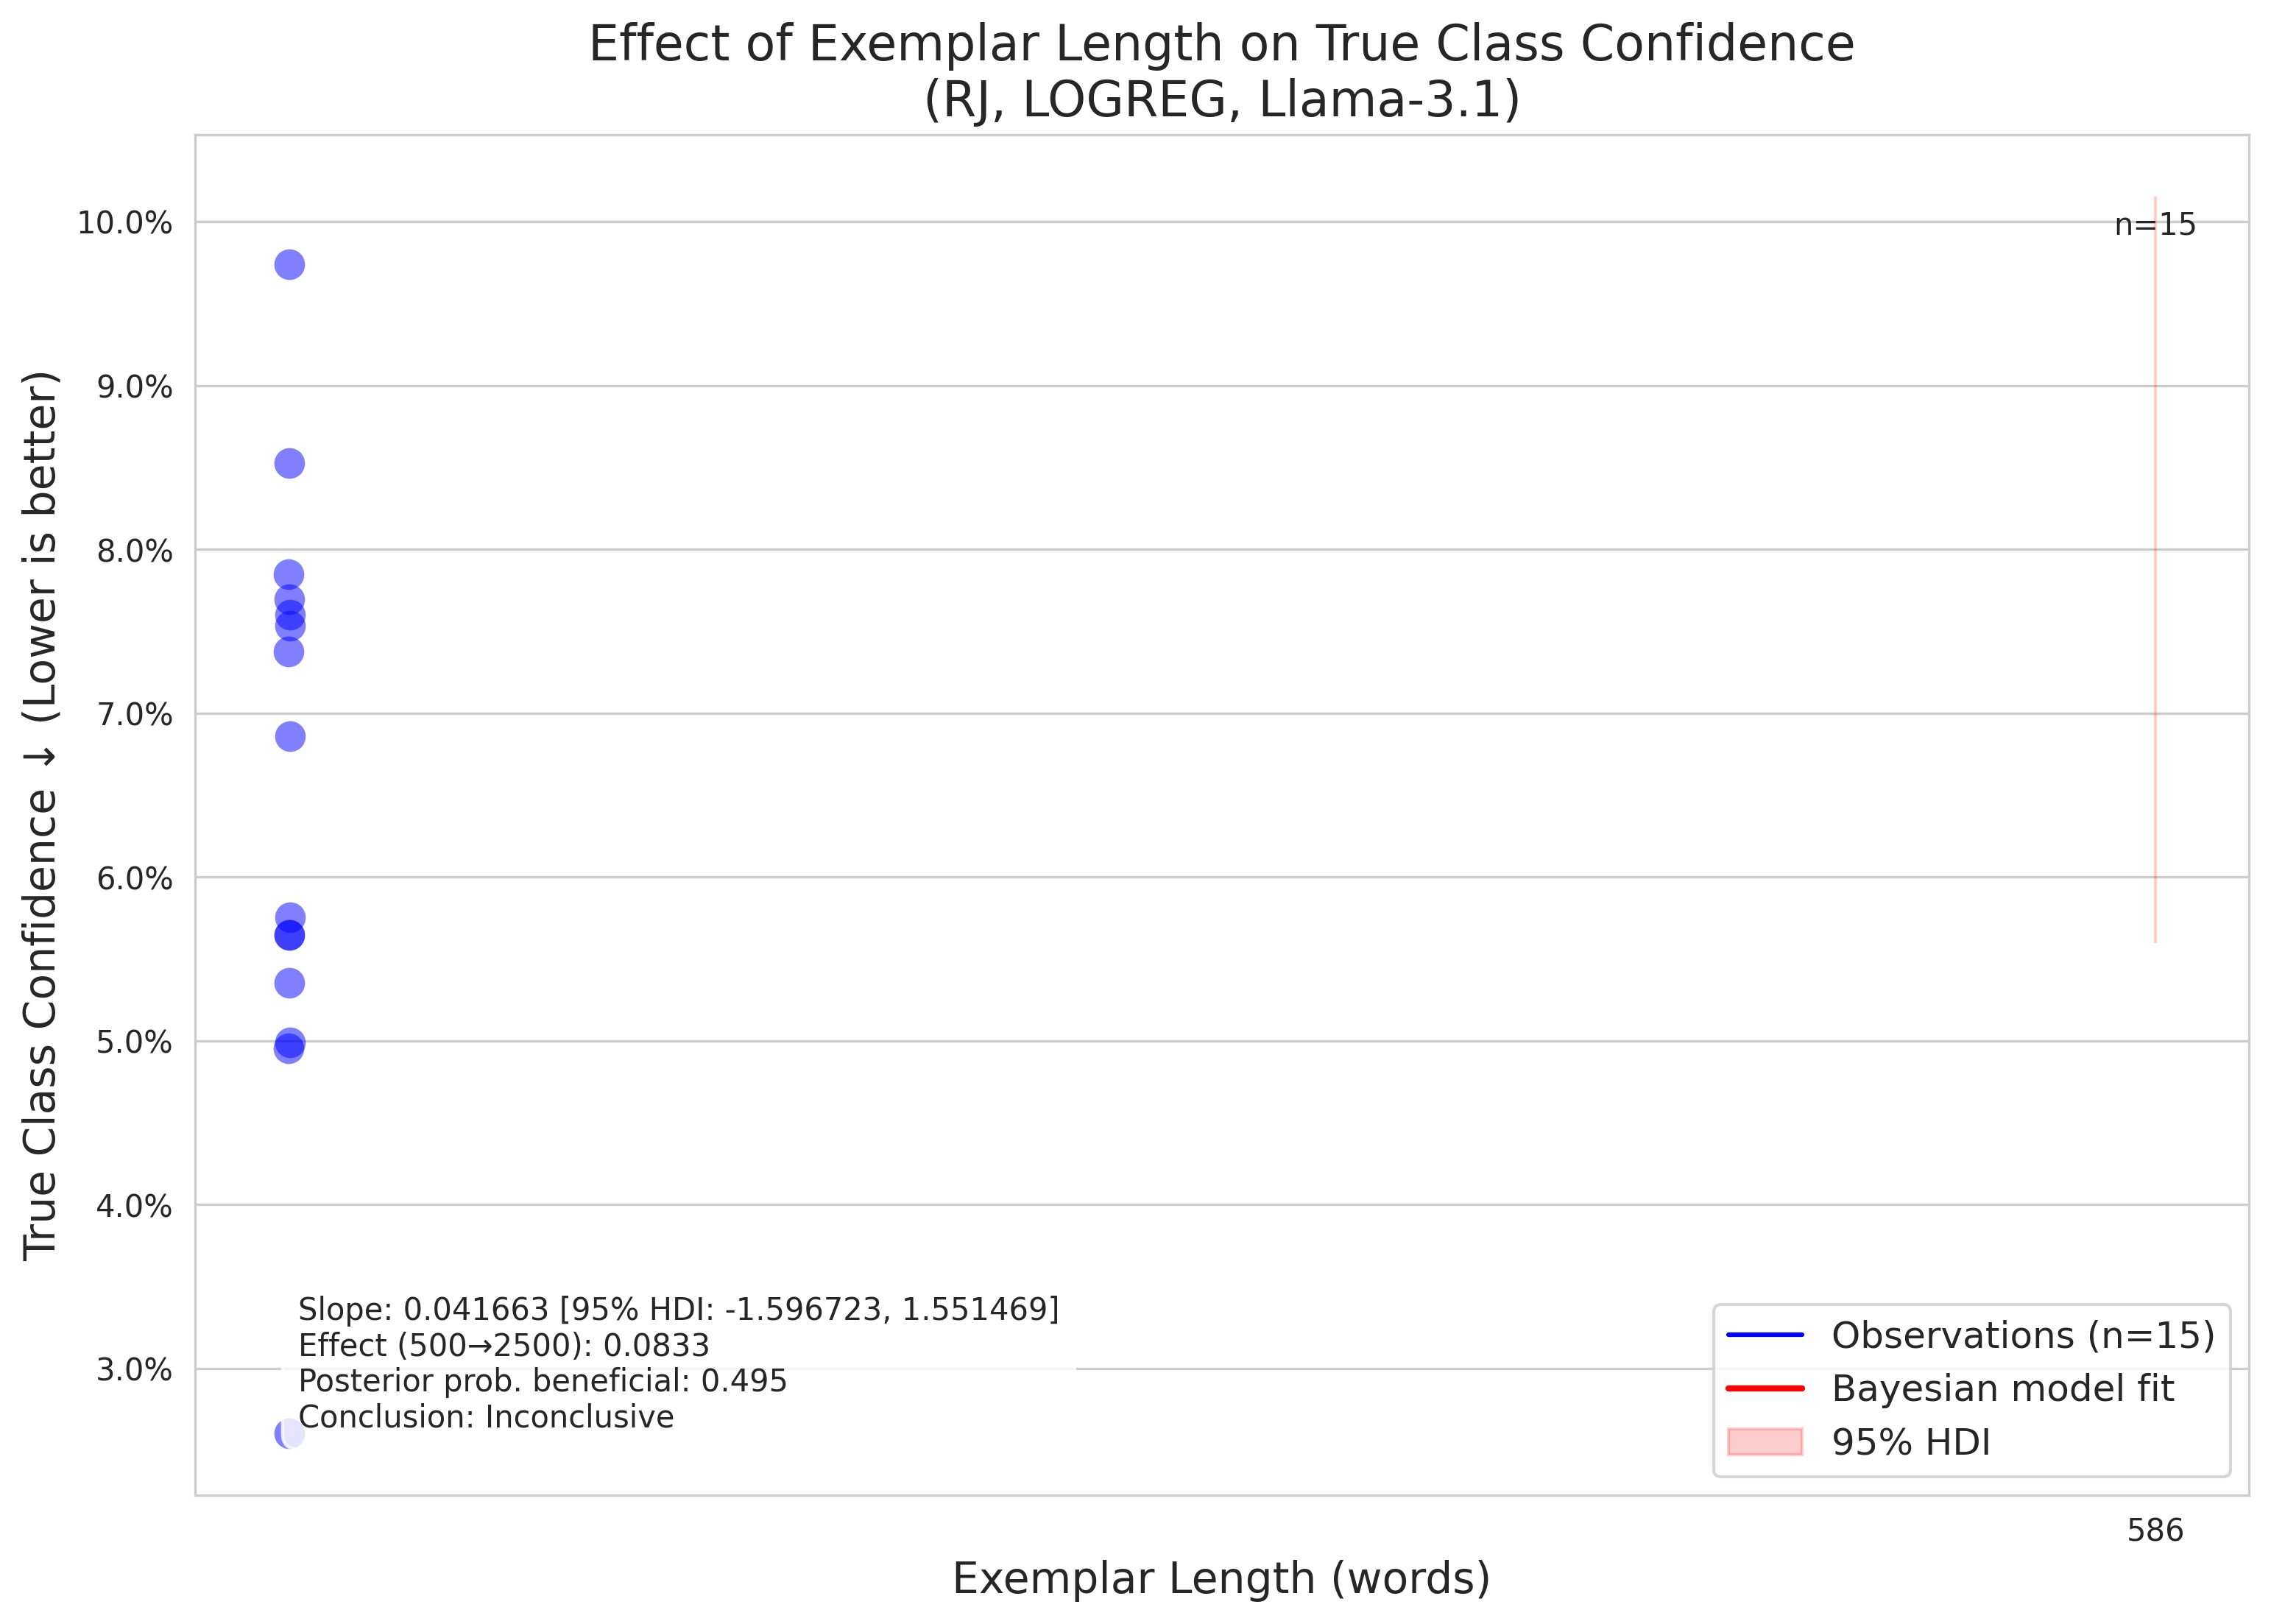 Effect of Exemplar Length on True Class Confidence
(RJ, LOGREG, Llama-3.1)
True Class Confidence ↓ (Lower is better)
10.0%
9.0%
8.0%
7.0%
6.0%
5.0%
4.0%
3.0%
n=15
Slope: 0.041663 [95% HDI: -1.596723, 1.551469]
Effect (500→2500): 0.0833
Posterior prob. beneficial: 0.495
Conclusion: Inconclusive
Observations (n=15)
Bayesian model fit
95% HDI
586
Exemplar Length (words)